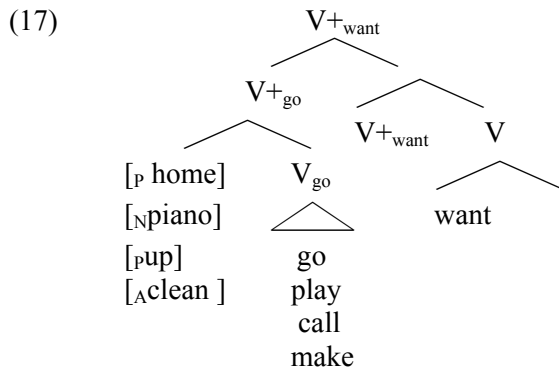 (17) V+want
V+go
V+want V
[P home] Vgo
[Npiano] want
[Pup] go
[Aclean ] play
call
make